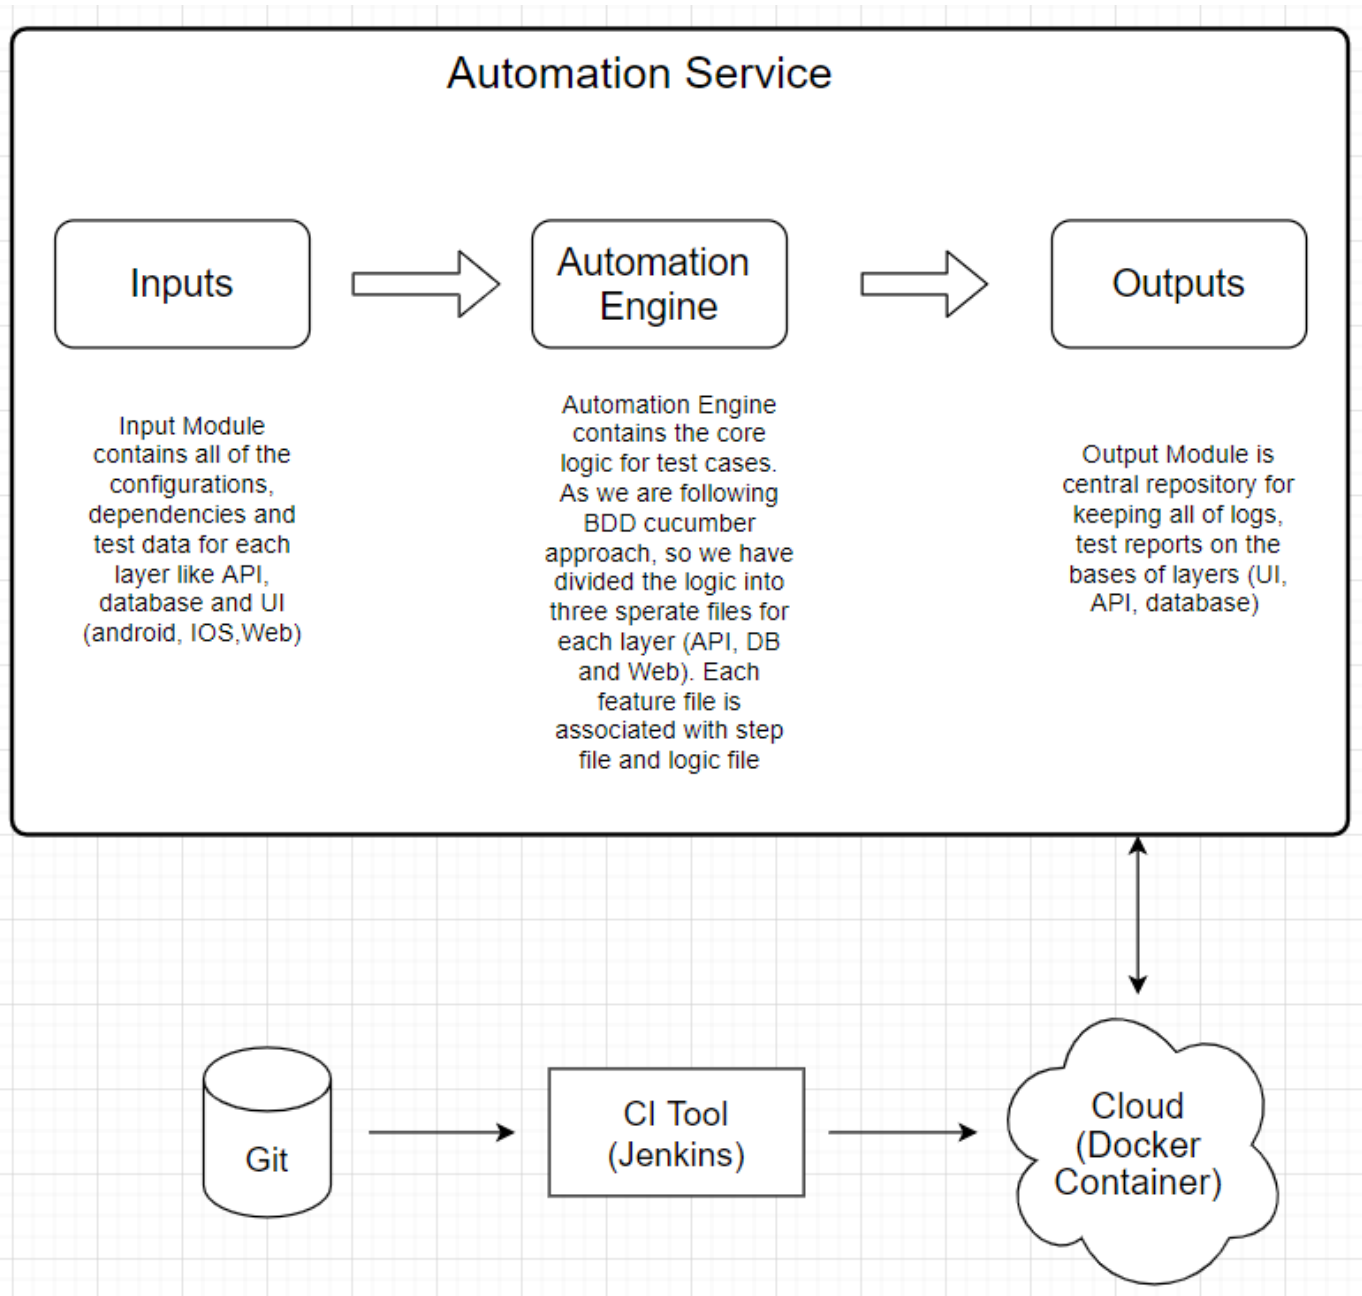 Automation Service
Inputs
Automation
Engine
Outputs
Input Module
contains all of the
configurations,
dependencies and
test data for each
layer like API,
database and UI
(android, IOS,Web)
Automation Engine
contains the core
logic for test cases.
As we are following
BDD cucumber
approach, so we have
divided the logic into
three sperate files for
each layer (API, DB
and Web). Each
feature file is
associated with step
file and logic file
Output Module is
central repository for
keeping all of logs,
test reports on the
bases of layers (UI,
API, database)
Git
CI Tool
(Jenkins)
Cloud
(Docker
Container)